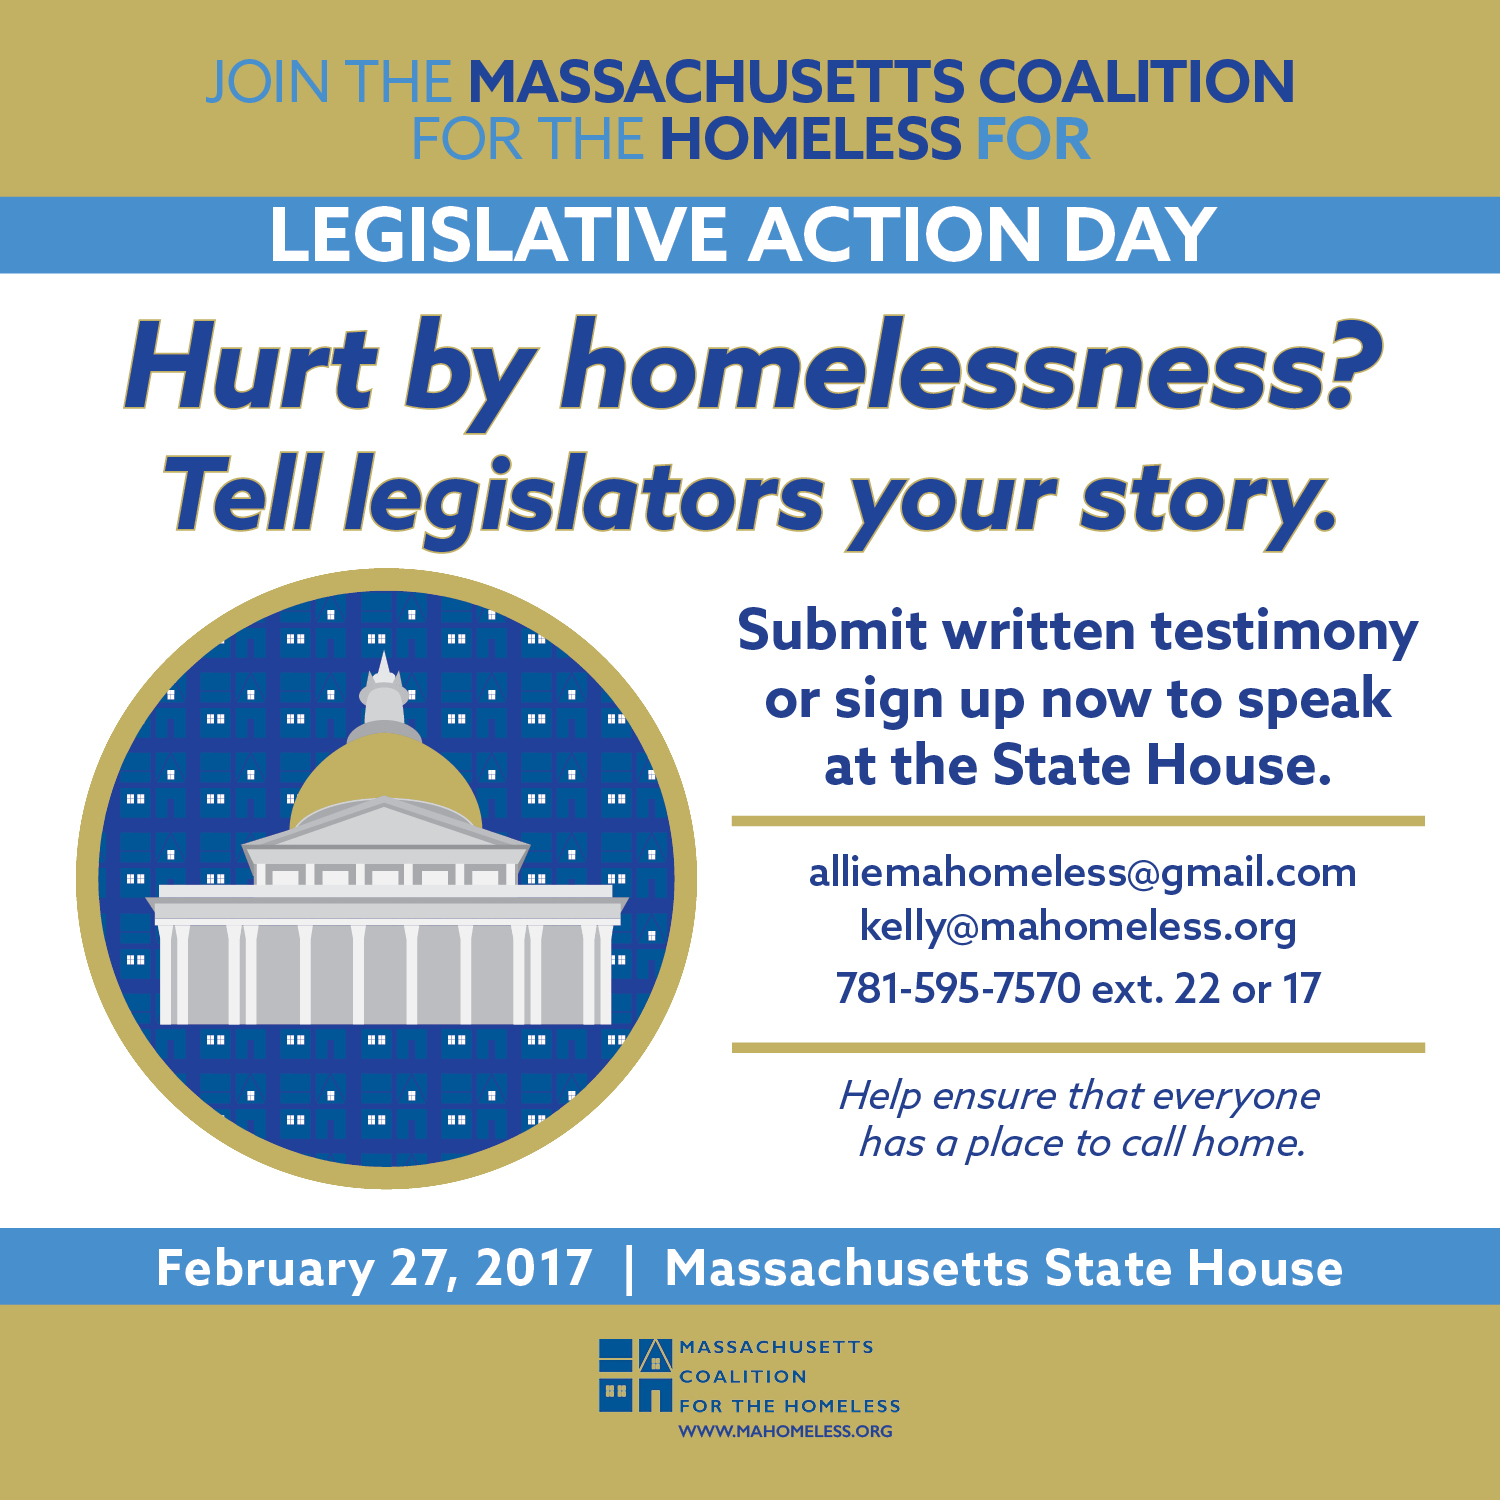 JOIN THE MASSACHUSETTS COALITION
FOR THE HOMELESS FOR
LEGISLATIVE ACTION DAY
Hurt by homelessness?
Tell legislators your story.
Submit written testimony
or sign up now to speak
at the State House.
alliemahomeless@gmail.com
kelly@mahomeless.org
781-595-7570 ext. 22 or 17
Help ensure that everyone
has a place to call home.
February 27, 2017 | Massachusetts State House
MASSACHUSETTS
COALITION
FOR THE HOMELESS
WWW.MAHOMELESS.ORG